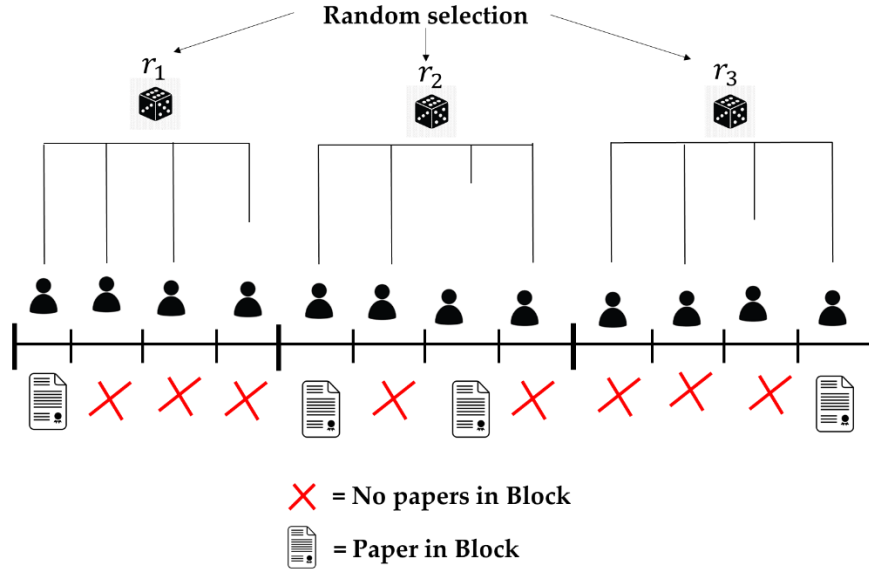 Random selection
r₁
r₂
r₃
= No papers in Block
= Paper in Block